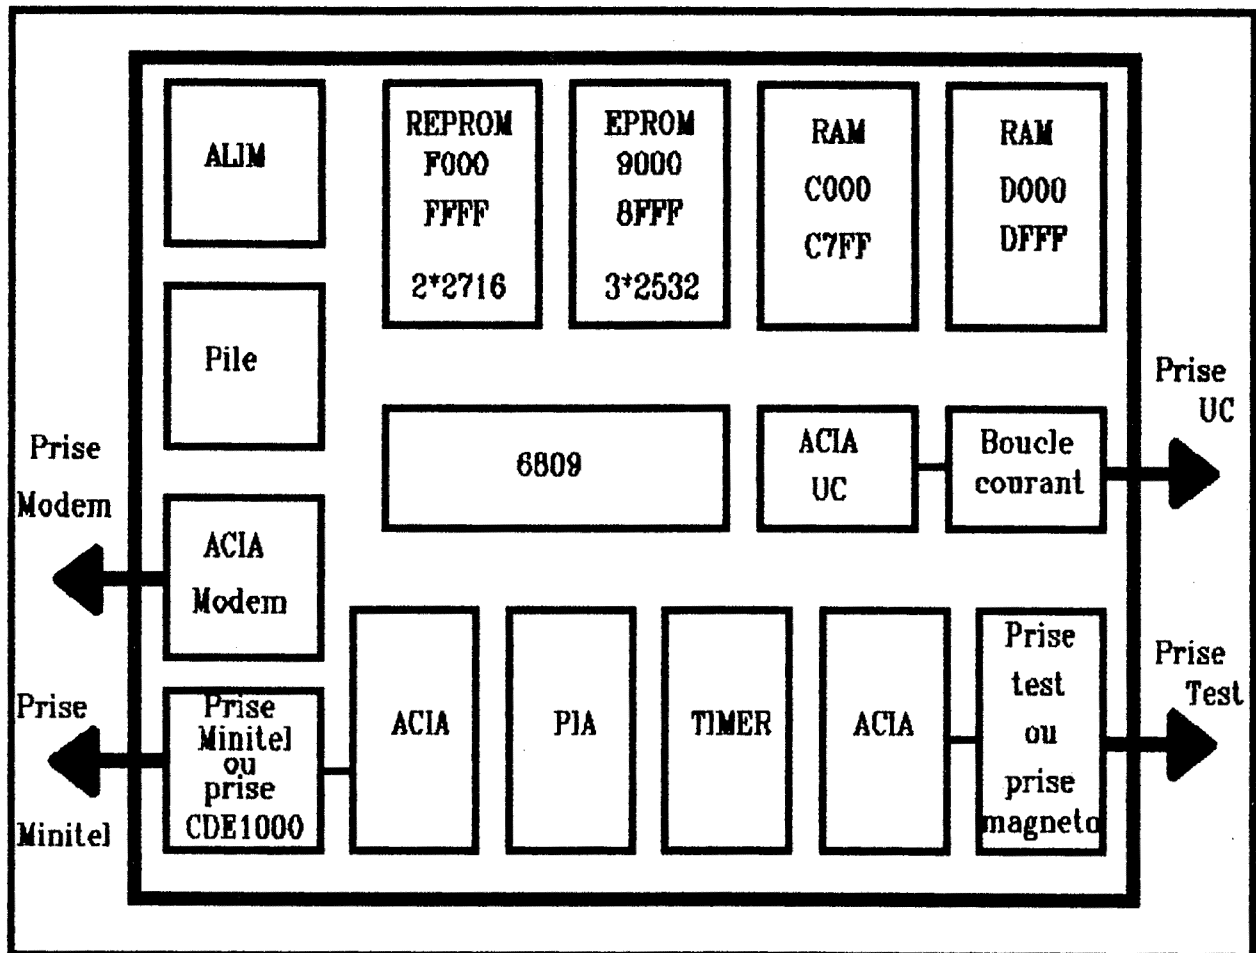 ALIM
REPROM
F000
FFFF
2*2716
EPROM
9000
8FFF
3*2532
RAM
C000
C7FF
RAM
D000
DFFF
Pile
Prise
UC
6809
ACIA
UC
Boucle
courant
Prise
Modem
ACIA
Modem
Prise
Minitel
Prise
Minitel
ou
prise
CDE1000
ACIA
PIA
TIMER
ACIA
Prise
test
ou
prise
magneto
Prise
Test